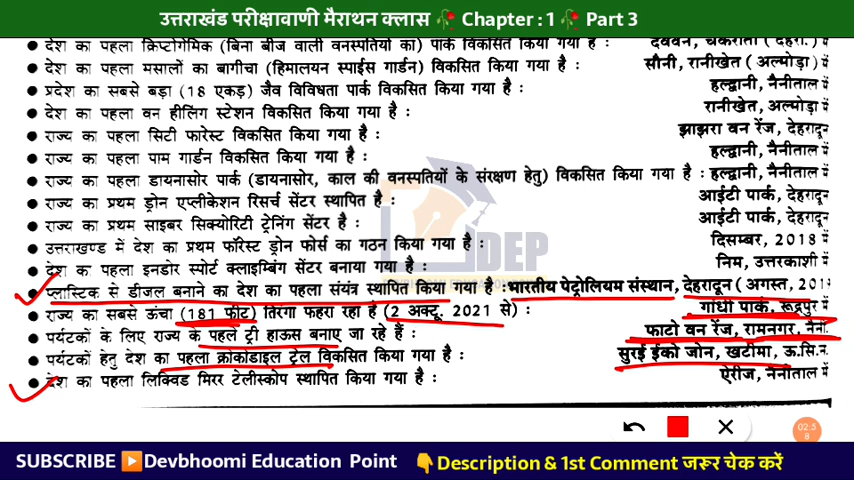 उत्तराखंड परीक्षावाणी मैराथन क्लास 🥀 Chapter : 1 🥀 Part 3
● देश का पहला क्रिप्टोगेमिक (बिना बीज वाली वनस्पतियों का) पार्क विकसित किया गया है : देववन, चकराता (देहरा.) में
● देश का पहला मसालों का बागीचा (हिमालयन स्पाईस गार्डन) विकसित किया गया है : सौनी, रानीखेत (अल्मोड़ा) में
● प्रदेश का सबसे बड़ा (18 एकड़) जैव विविधता पार्क विकसित किया गया है : हल्द्वानी, नैनीताल में
● देश का पहला वन हीलिंग स्टेशन विकसित किया गया है : रानीखेत, अल्मोड़ा में
● राज्य का पहला सिटी फारेस्ट विकसित किया गया है : झाझरा वन रेंज, देहरादून
● राज्य का पहला पाम गार्डन विकसित किया गया है : हल्द्वानी, नैनीताल में
● राज्य का पहला डायनासोर पार्क (डायनासोर, काल की वनस्पतियों के संरक्षण हेतु) विकसित किया गया है : हल्द्वानी, नैनीताल में
● राज्य का प्रथम ड्रोन एप्लीकेशन रिसर्च सेंटर स्थापित है : आईटी पार्क, देहरादून
● राज्य का प्रथम साइबर सिक्योरिटी ट्रेनिंग सेंटर है : आईटी पार्क, देहरादून
● उत्तराखण्ड में देश का प्रथम फॉरेस्ट ड्रोन फोर्स का गठन किया गया है : दिसम्बर, 2018 में
● देश का पहला इनडोर स्पोर्ट क्लाइम्बिंग सेंटर बनाया गया है : निम, उत्तरकाशी में
● प्लास्टिक से डीजल बनाने का देश का पहला संयंत्र स्थापित किया गया है : भारतीय पेट्रोलियम संस्थान, देहरादून (अगस्त, 201
● राज्य का सबसे ऊंचा (181 फीट) तिरंगा फहरा रहा है (2 अक्टू. 2021 से) : गांधी पार्क, रूद्रपुर में
● पर्यटकों के लिए राज्य के पहले ट्री हाऊस बनाए जा रहे हैं : फाटो वन रेंज, रामनगर, नैनी.
● पर्यटकों हेतु देश का पहला क्रोकोडाइल ट्रेल विकसित किया गया है : सुरई ईको जोन, खटीमा, ऊ.सि.न.
● देश का पहला लिक्विड मिरर टेलीस्कोप स्थापित किया गया है : ऐरीज, नैनीताल में
DEP
02:58
SUBSCRIBE ▶️Devbhoomi Education Point 👇Description & 1st Comment जरूर चेक करें